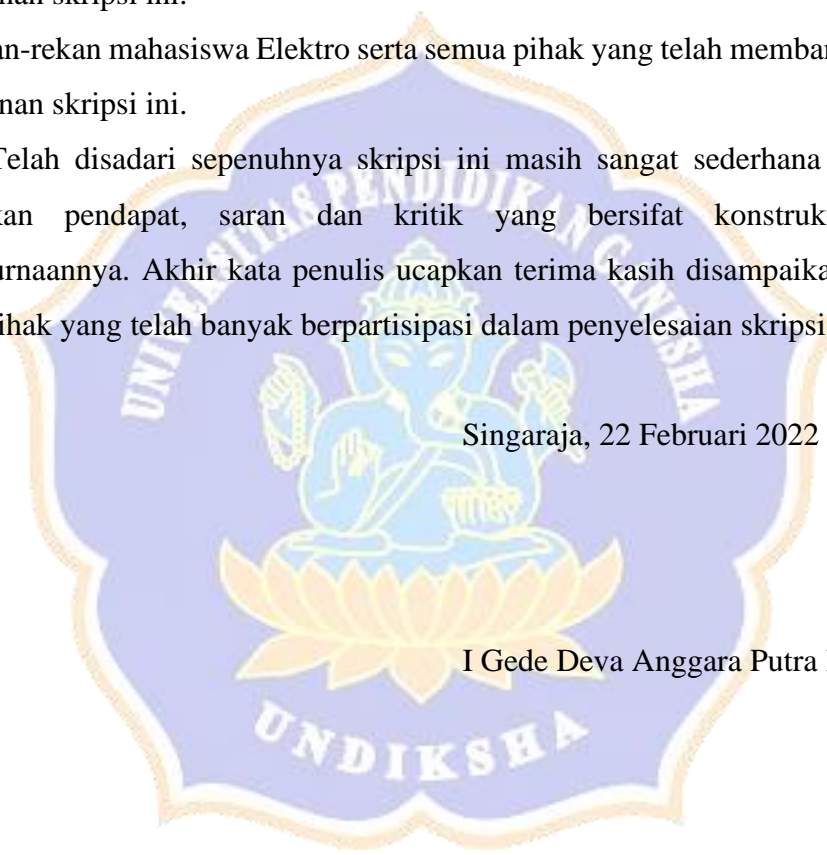 nan skripsi ini.
an-rekan mahasiswa Elektro serta semua pihak yang telah memban
nan skripsi ini.
Telah disadari sepenuhnya skripsi ini masih sangat sederhana
kan pendapat, saran dan kritik yang bersifat konstruk
urnaannya. Akhir kata penulis ucapkan terima kasih disampaika
ihak yang telah banyak berpartisipasi dalam penyelesaian skripsi
UNIVERSITAS PENDIDIKAN GANESHA
Singaraja, 22 Februari 2022
I Gede Deva Anggara Putra
UNDIKSHA